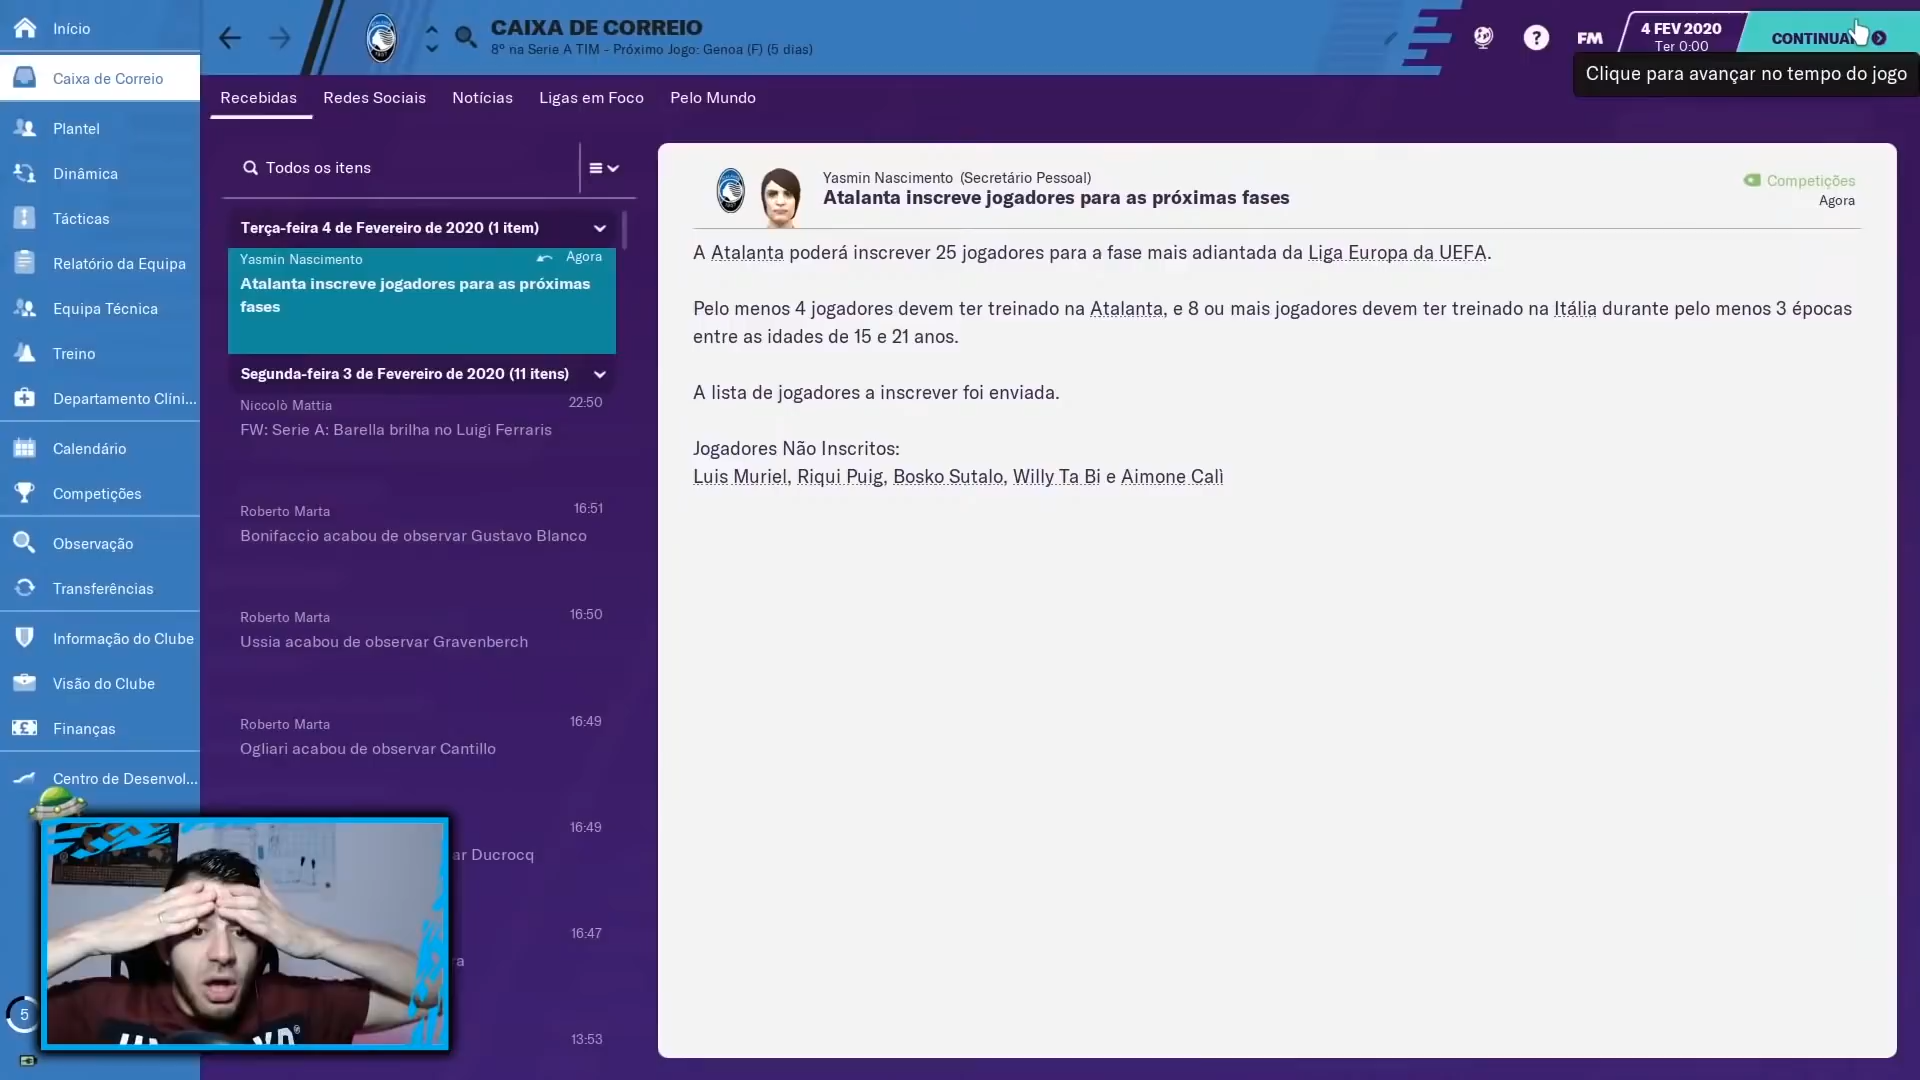 Início
Caixa de Correio
Plantel
Dinâmica
Tácticas
Relatório da Equipa
Equipa Técnica
Treino
Departamento Clíni...
Calendário
Competições
Observação
Transferências
Informação do Clube
Visão do Clube
Finanças
Centro de Desenvol...
5
CAIXA DE CORREIO
8º na Serie A TIM - Próximo Jogo: Genoa (F) (5 dias)
?
FM
4 FEV 2020
Ter 0:00
CONTINUAR
Clique para avançar no tempo do jogo
Recebidas Redes Sociais Notícias Ligas em Foco Pelo Mundo
Todos os itens
Terça-feira 4 de Fevereiro de 2020 (1 item)
Yasmin Nascimento Agora
Atalanta inscreve jogadores para as próximas
fases
Segunda-feira 3 de Fevereiro de 2020 (11 itens)
Niccolò Mattia 22:50
FW: Serie A: Barella brilha no Luigi Ferraris
Roberto Marta 16:51
Bonifaccio acabou de observar Gustavo Blanco
Roberto Marta 16:50
Ussia acabou de observar Gravenberch
Roberto Marta 16:49
Ogliari acabou de observar Cantillo
16:49
ar Ducrocq
16:47
ra
13:53
Yasmin Nascimento (Secretário Pessoal)
Atalanta inscreve jogadores para as próximas fases
Competições
Agora
A Atalanta poderá inscrever 25 jogadores para a fase mais adiantada da Liga Europa da UEFA.
Pelo menos 4 jogadores devem ter treinado na Atalanta, e 8 ou mais jogadores devem ter treinado na Itália durante pelo menos 3 épocas
entre as idades de 15 e 21 anos.
A lista de jogadores a inscrever foi enviada.
Jogadores Não Inscritos:
Luis Muriel, Riqui Puig, Bosko Sutalo, Willy Ta Bi e Aimone Calì